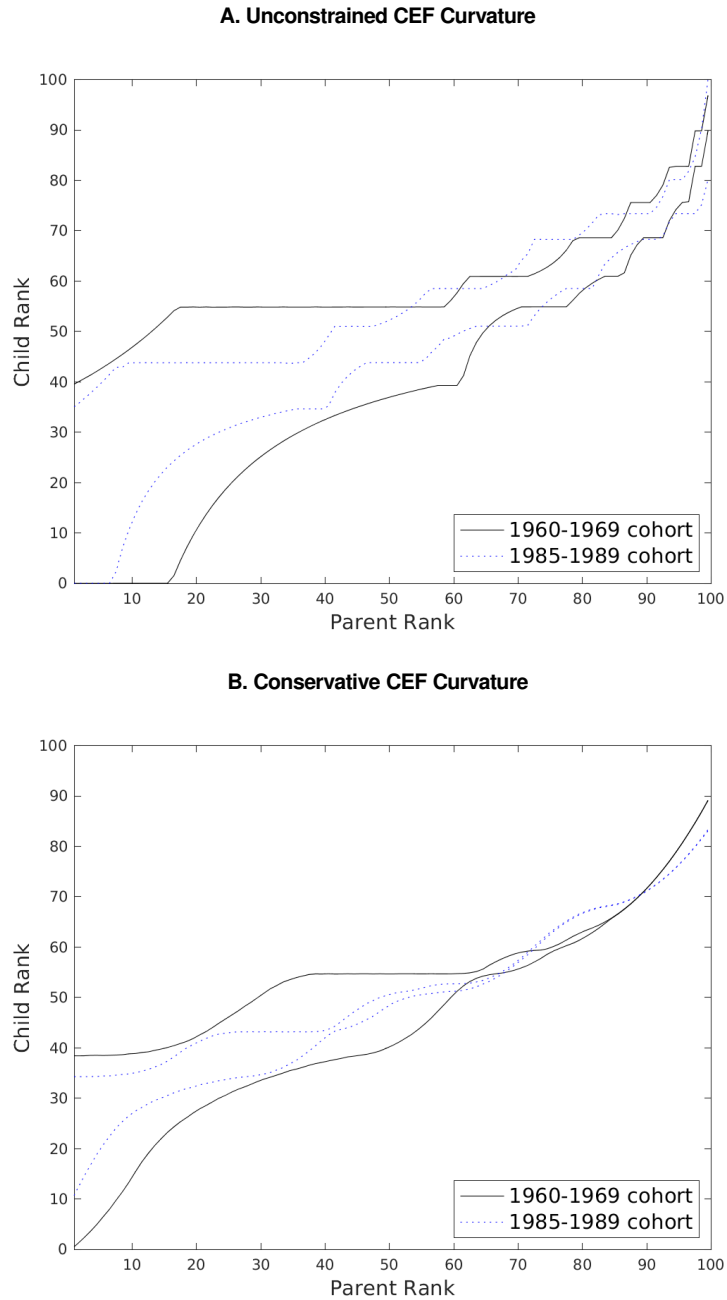 A. Unconstrained CEF Curvature
100
90
80
70
60
50
40
30
20
10
0
Child Rank
10 20 30 40 50 60 70 80 90 100
Parent Rank
1960-1969 cohort
1985-1989 cohort
B. Conservative CEF Curvature
100
90
80
70
60
50
40
30
20
10
0
Child Rank
10 20 30 40 50 60 70 80 90 100
Parent Rank
1960-1969 cohort
1985-1989 cohort